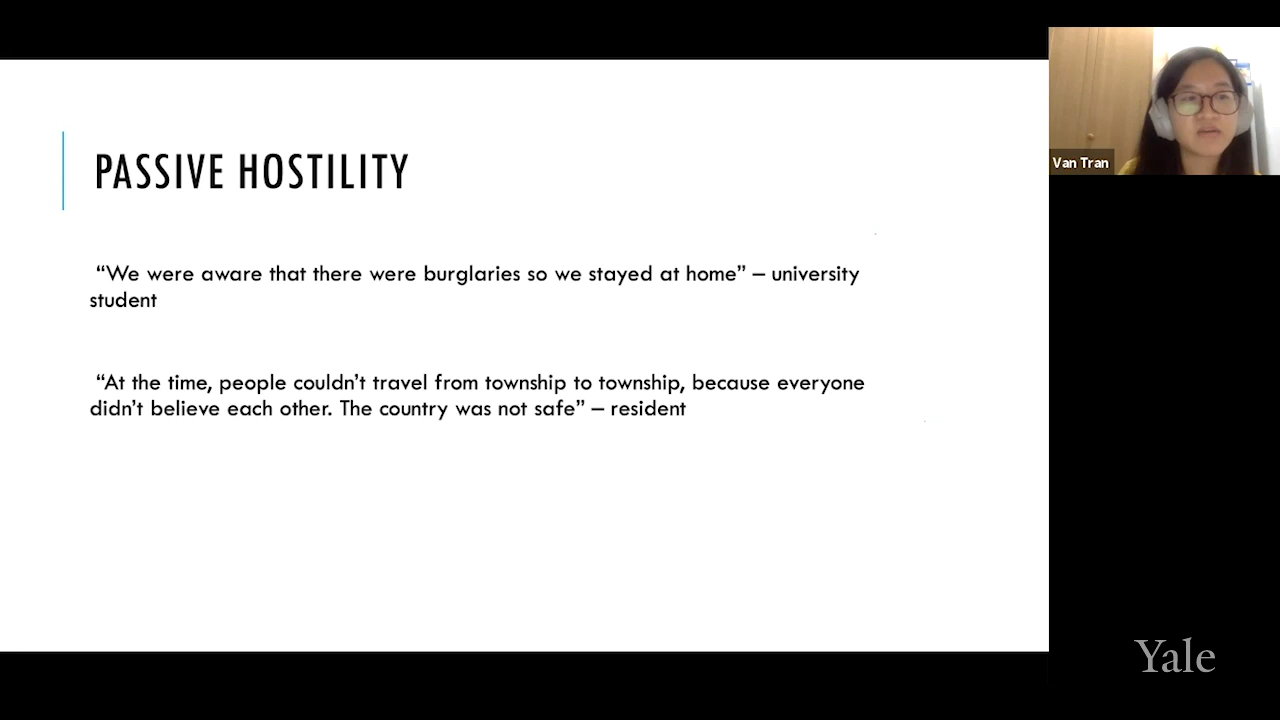 PASSIVE HOSTILITY
“We were aware that there were burglaries so we stayed at home” – university
student
“At the time, people couldn’t travel from township to township, because everyone
didn’t believe each other. The country was not safe” – resident
Van Tran
Yale